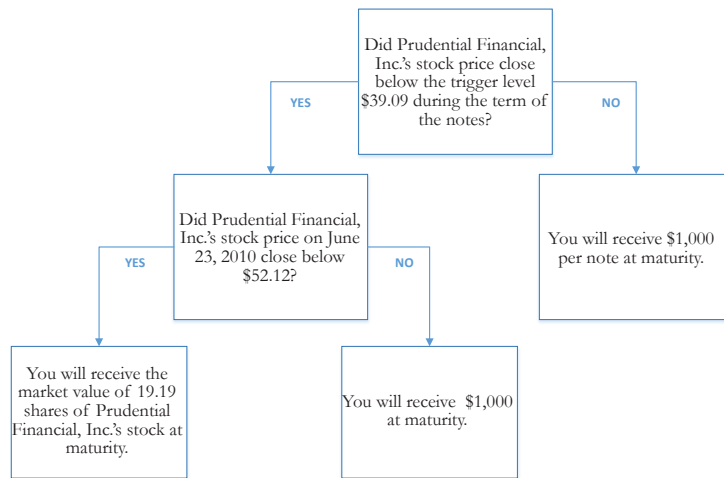 Did Prudential Financial,
Inc.'s stock price close
below the trigger level
$39.09 during the term of
the notes?
YES
NO
Did Prudential Financial,
Inc.'s stock price on June
23, 2010 close below
$52.12?
You will receive $1,000
per note at maturity.
YES
NO
You will receive the
market value of 19.19
shares of Prudential
Financial, Inc.'s stock at
maturity.
You will receive $1,000
at maturity.